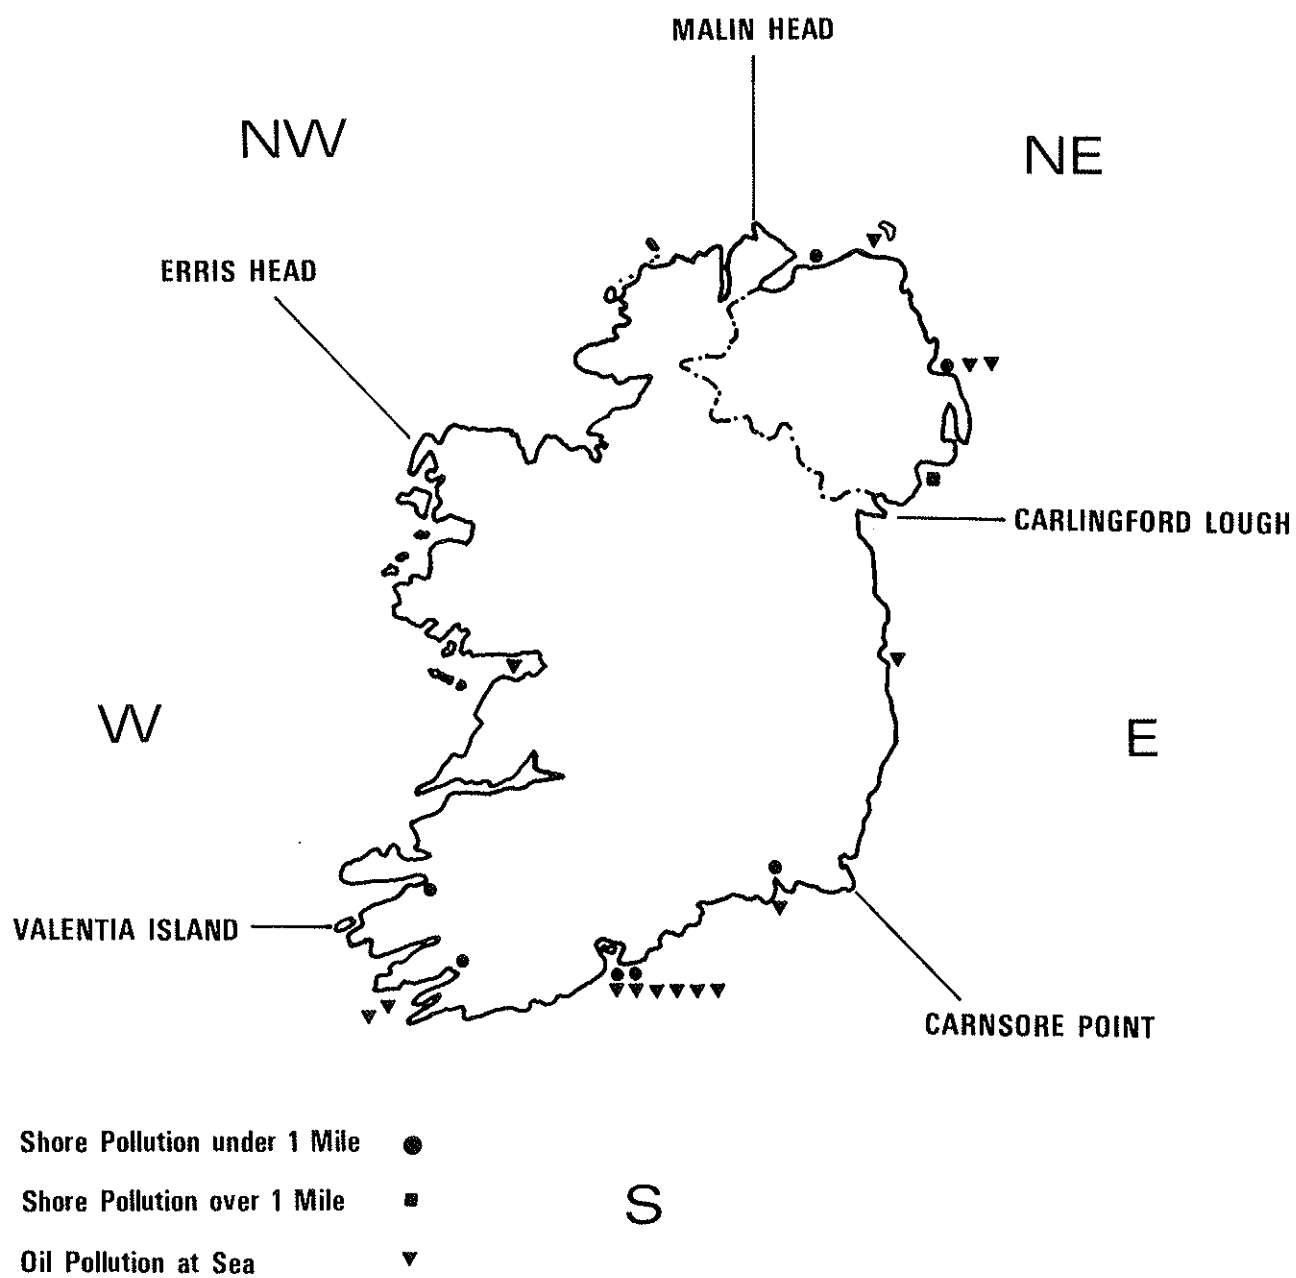 MALIN HEAD
NW
NE
ERRIS HEAD
CARLINGFORD LOUGH
W
E
VALENTIA ISLAND
CARNSORE POINT
Shore Pollution under 1 Mile
Shore Pollution over 1 Mile
S
Oil Pollution at Sea